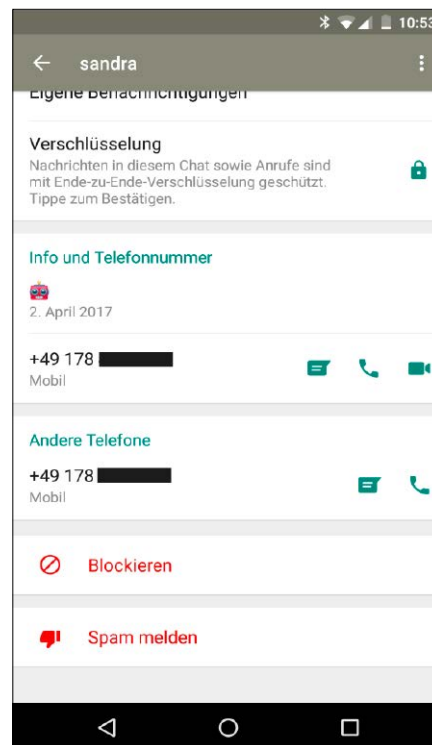 10:53
sandra
Eigene Benachrichtigungen
Verschlüsselung
Nachrichten in diesem Chat sowie Anrufe sind
mit Ende-zu-Ende-Verschlüsselung geschützt.
Tippe zum Bestätigen.
Info und Telefonnummer
2. April 2017
+49 178
Mobil
Andere Telefone
+49 178
Mobil
Blockieren
Spam melden